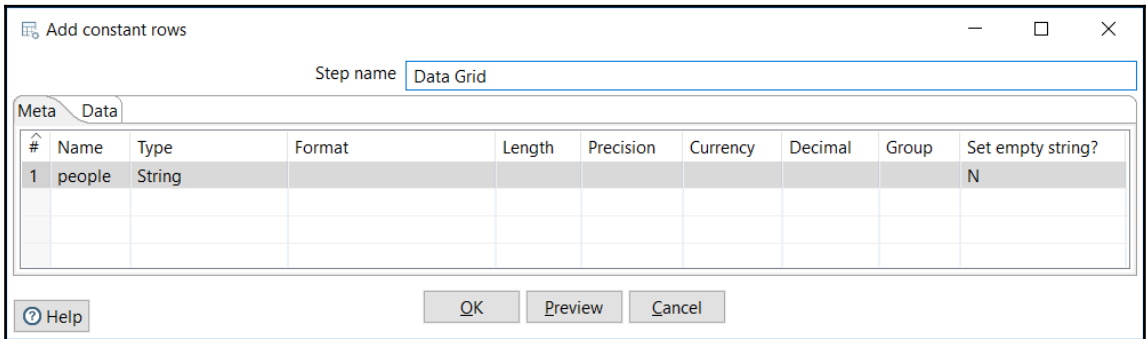 Add constant rows
Step name Data Grid
Meta Data
# Name Type Format Length Precision Currency Decimal Group Set empty string?
1 people String N
OK Preview Cancel
Help